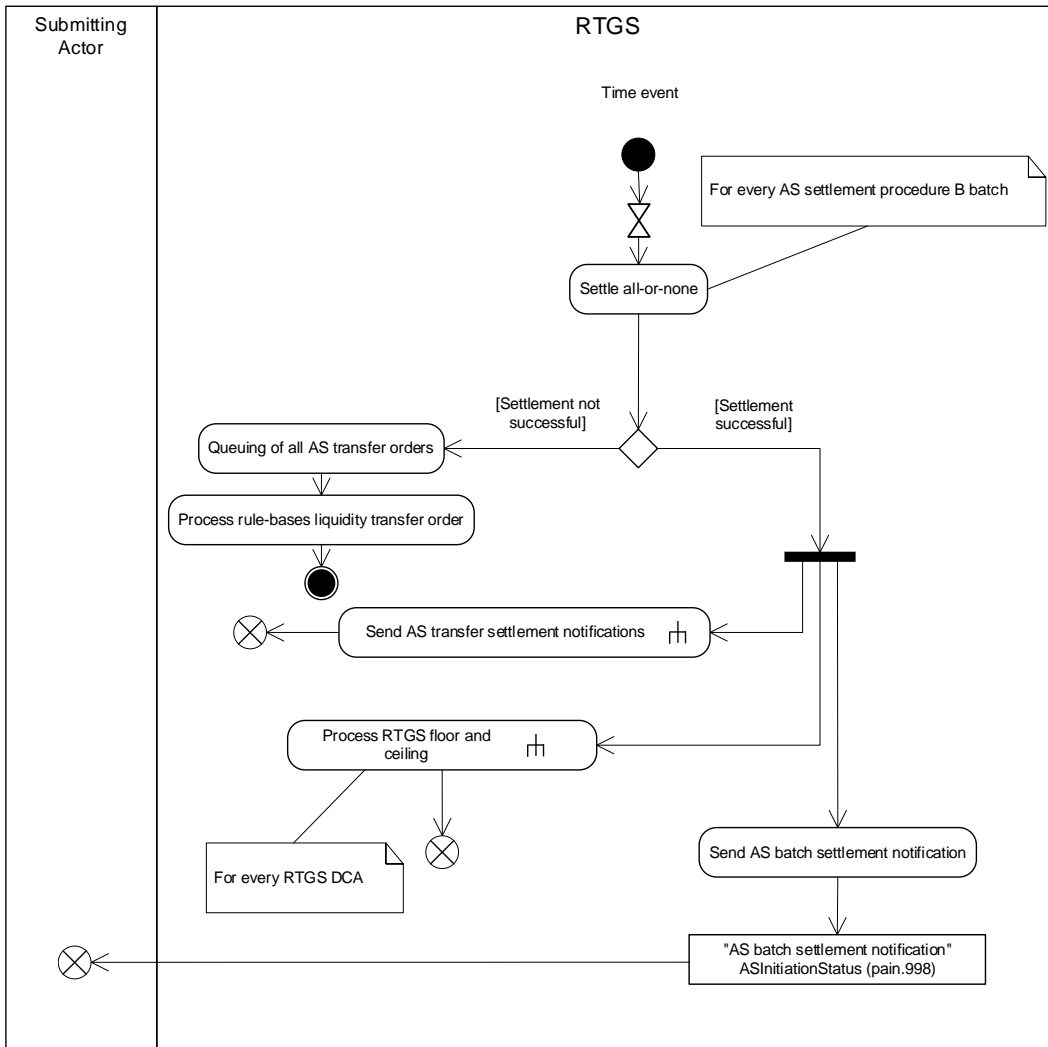 Submitting
Actor
RTGS
Time event
For every AS settlement procedure B batch
Settle all-or-none
[Settlement not
successful]
[Settlement
successful]
Queuing of all AS transfer orders
Process rule-bases liquidity transfer order
Send AS transfer settlement notifications
Process RTGS floor and
ceiling
For every RTGS DCA
Send AS batch settlement notification
"AS batch settlement notification"
ASInitiationStatus (pain.998)